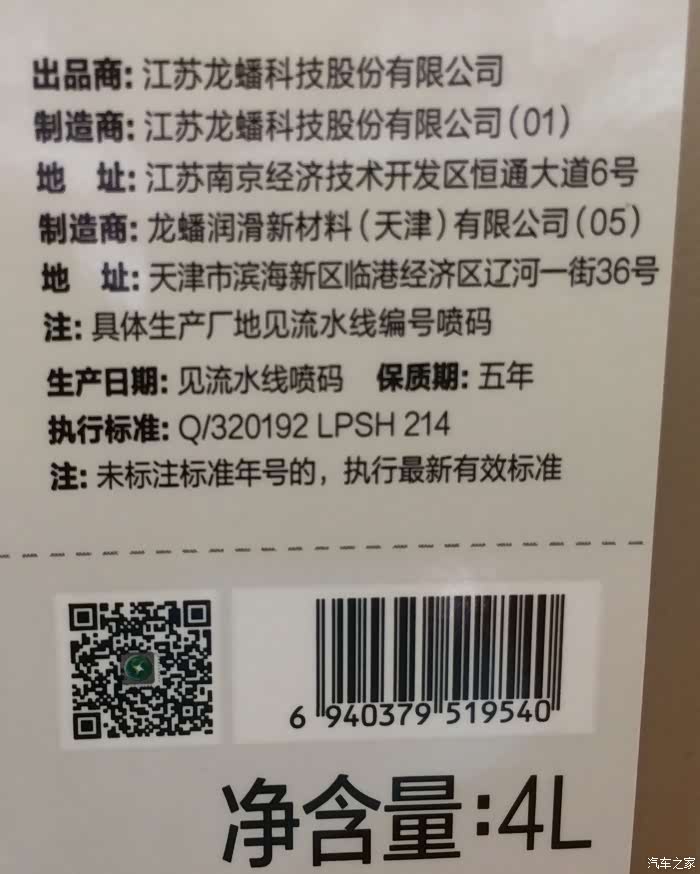 出品商: 江苏龙蟠科技股份有限公司
制造商: 江苏龙蟠科技股份有限公司(01)
地 址: 江苏南京经济技术开发区恒通大道6号
制造商: 龙蟠润滑新材料(天津)有限公司(05)
地 址: 天津市滨海新区临港经济区辽河一街36号
注: 具体生产厂地见流水线编号喷码
生产日期: 见流水线喷码 保质期: 五年
执行标准: Q/320192 LPSH 214
注: 未标注标准年号的，执行最新有效标准
6 940379 519540
净含量:4L
汽车之家